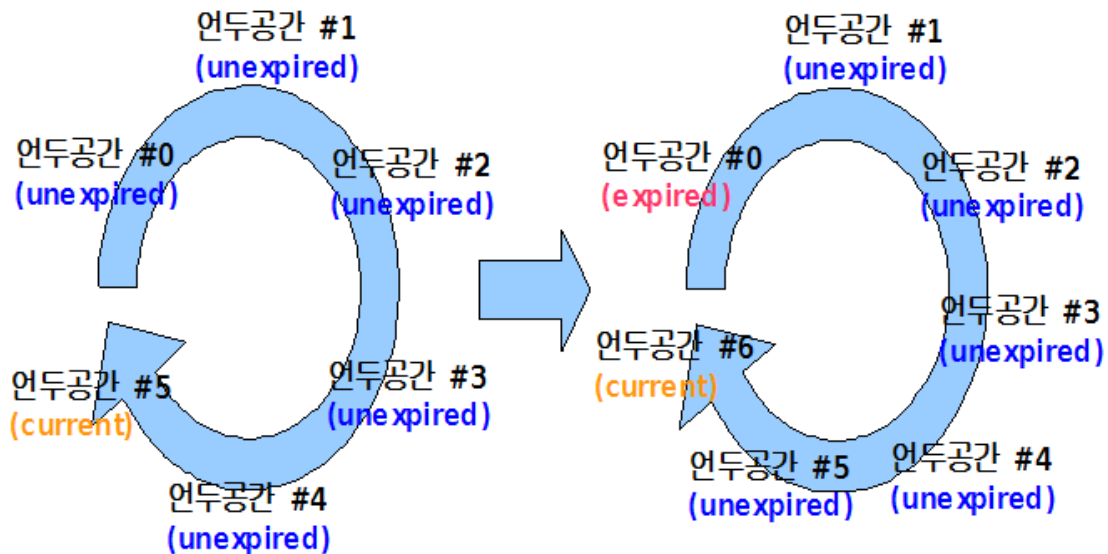 언두공간 #1
(unexpired)
언두공간 #0
(unexpired)
언두공간 #2
(unexpired)
언두공간 #3
(unexpired)
언두공간 #5
(current)
언두공간 #4
(unexpired)
언두공간 #1
(unexpired)
언두공간 #0
(expired)
언두공간 #2
(unexpired)
언두공간 #3
(unexpired)
언두공간 #6
(current)
언두공간 #5
(unexpired)
언두공간 #4
(unexpired)